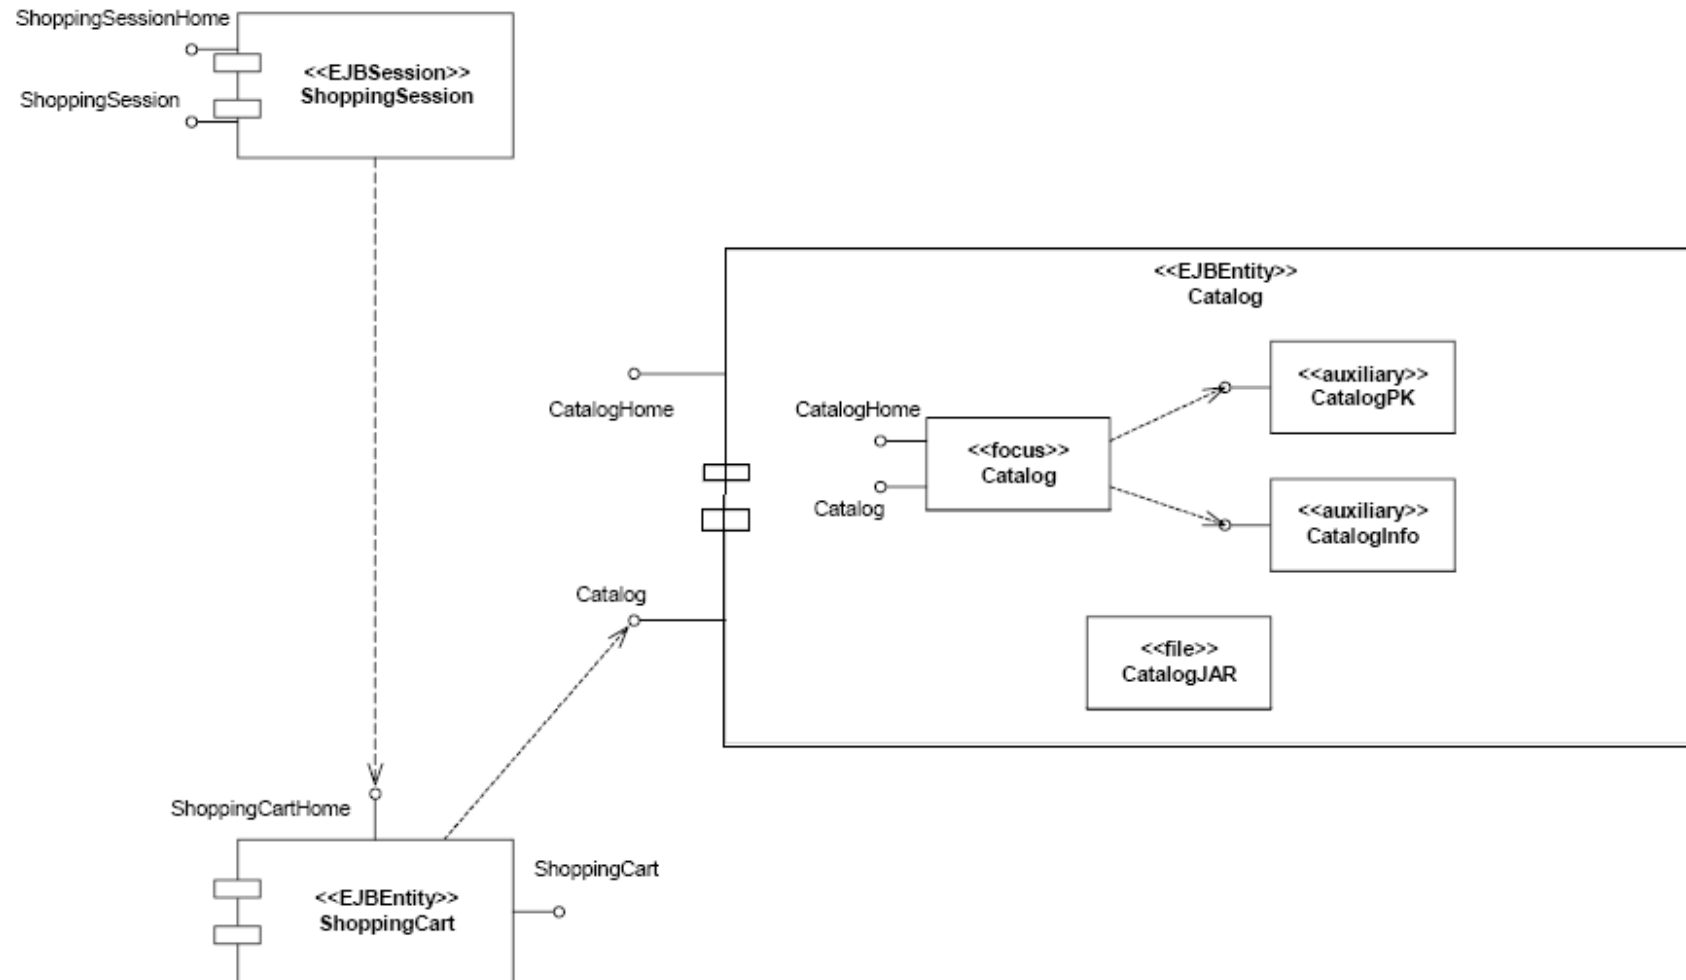 ShoppingSessionHome
<<EJBSession>>
ShoppingSession
ShoppingSession
<<EJBEntity>>
Catalog
CatalogHome
CatalogHome
<<focus>>
Catalog
Catalog
<<auxiliary>>
CatalogPK
<<auxiliary>>
CatalogInfo
Catalog
<<file>>
CatalogJAR
ShoppingCartHome
ShoppingCart
<<EJBEntity>>
ShoppingCart